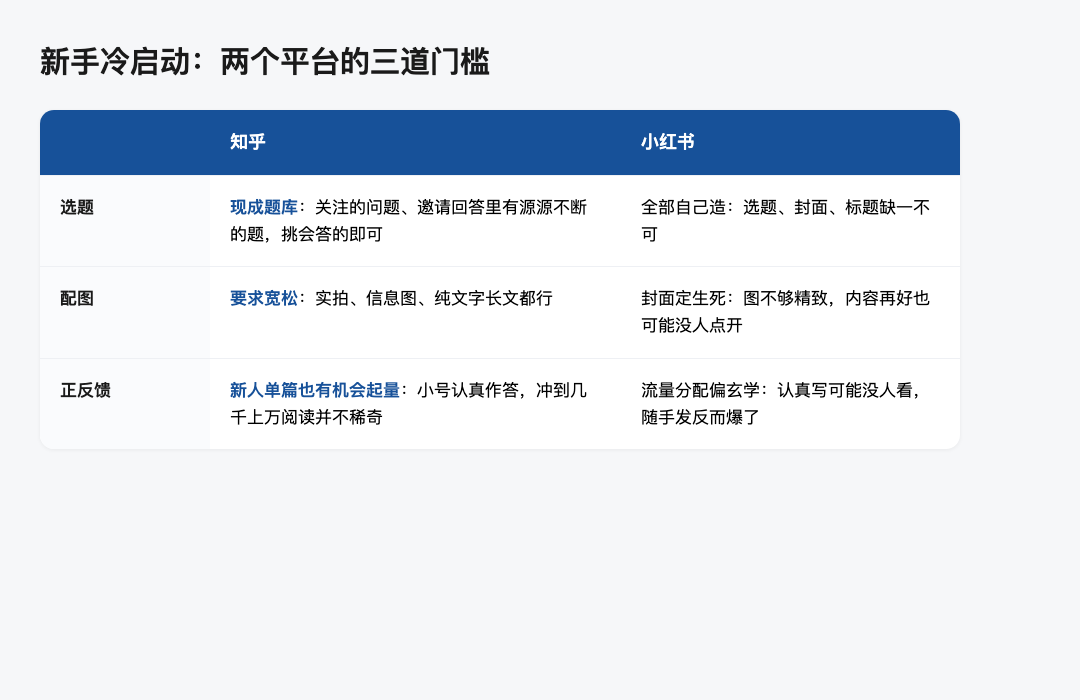 新手冷启动：两个平台的三道门槛
知乎
小红书
选题
现成题库：关注的问题、邀请回答里有源源不断
的题，挑会答的即可
全部自己造：选题、封面、标题缺一不
可
配图
要求宽松：实拍、信息图、纯文字长文都行
封面定生死：图不够精致，内容再好也
可能没人点开
正反馈
新人单篇也有机会起量：小号认真作答，冲到几
千上万阅读并不稀奇
流量分配偏玄学：认真写可能没人看，
随手发反而爆了